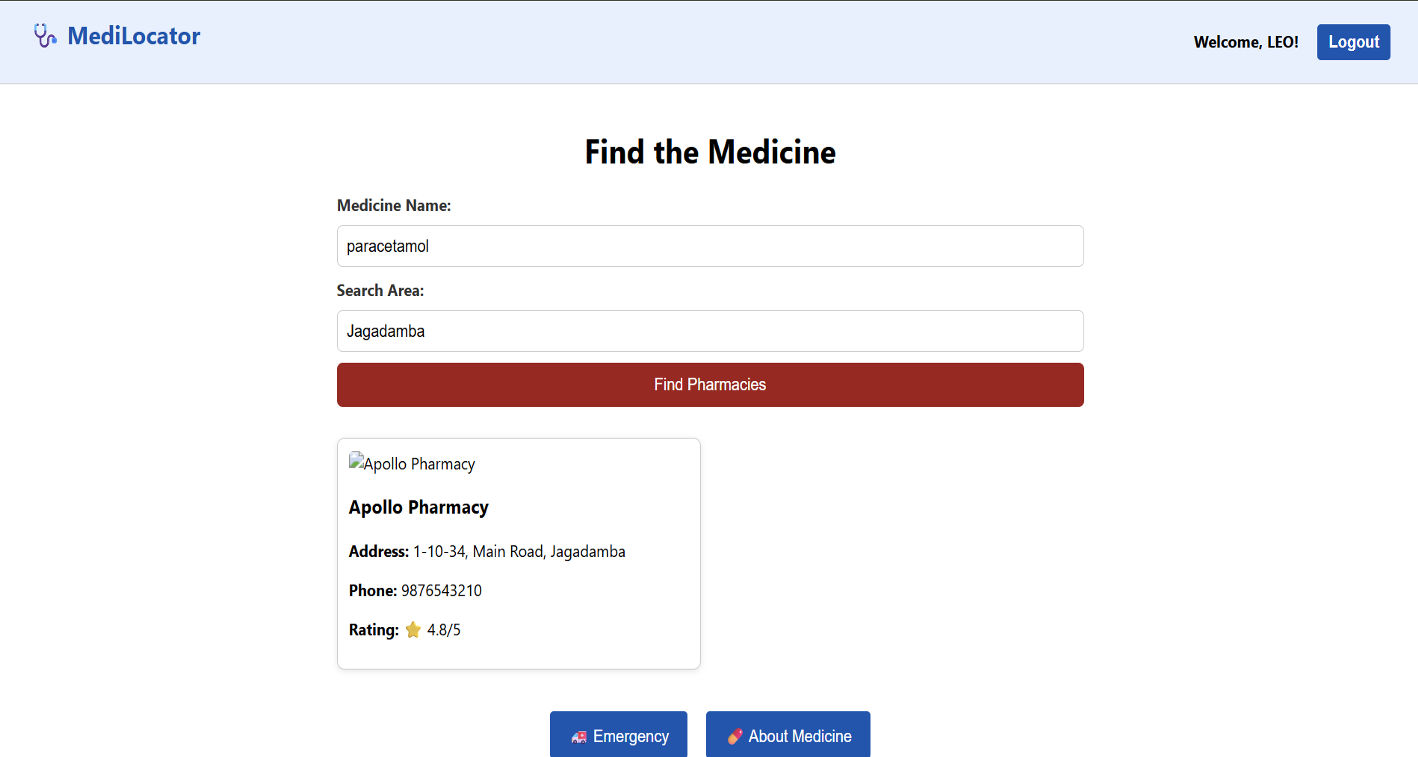 MediLocator
Welcome, LEO!
Logout
Find the Medicine
Medicine Name:
paracetamol
Search Area:
Jagadamba
Find Pharmacies
Apollo Pharmacy
Apollo Pharmacy
Address: 1-10-34, Main Road, Jagadamba
Phone: 9876543210
Rating: ⭐ 4.8/5
Emergency
About Medicine